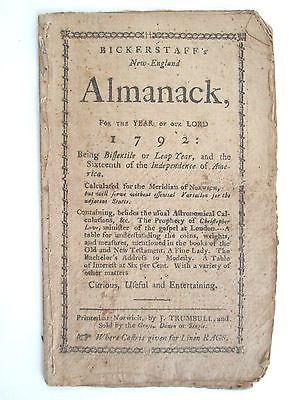 BICKERSTAFF's
New-England
Almanack,
FOR THE YEAR OF OUR LORD
1792:
Being Bissextile or Leap Year, and the
Sixteenth of the Independence of Ame-
rica.
Calculated for the Meridian of NORWICH,
but will serve without essential Variation for the
adjacent States.
Containing, besides the usual Astronomical Cal-
culations, &c. The Prophecy of Christopher
Love, minister of the gospel at London.—A
table for understanding the coins, weights,
and measures, mentioned in the books of the
Old and New Testament. A Fine Lady. The
Bachelor's Address to Modesty. A Table
of Interest at Six per Cent. With a variety of
other matters
Curious, Useful and Entertaining.
Printed at Norwich, by J. TRUMBULL, and
Sold by the Groce, Dozen or Single.
Where Cash is given for Linen RAGS.